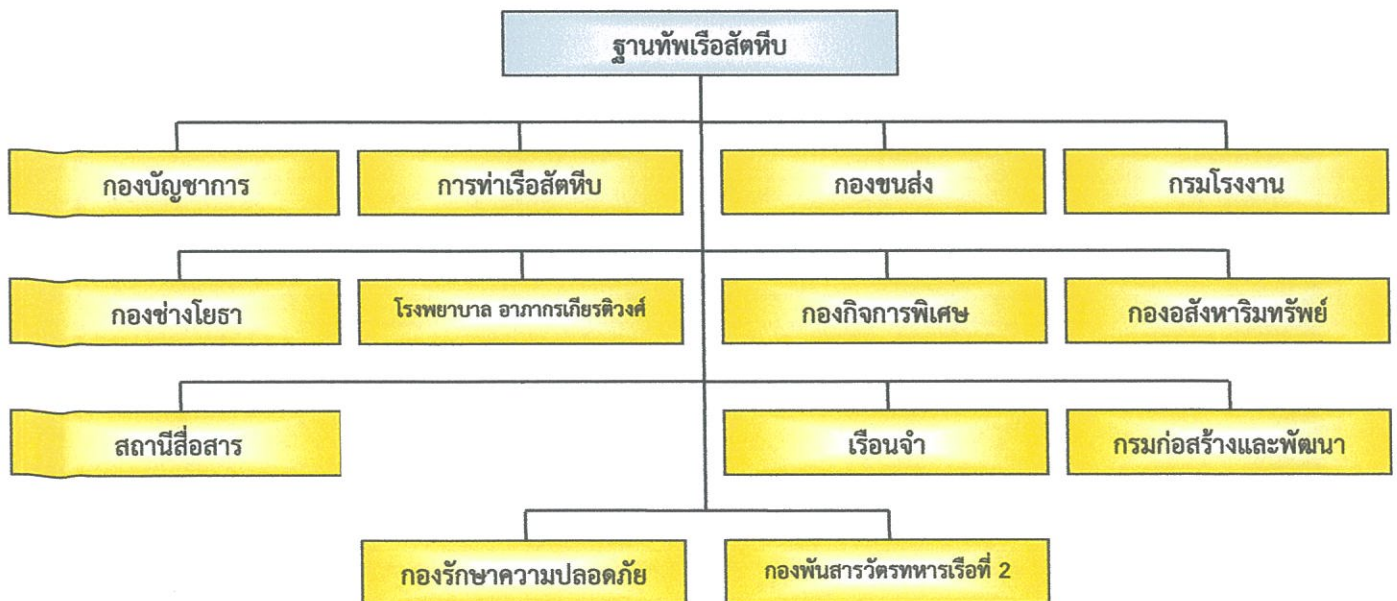 ฐานทัพเรือสัตหีบ
กองบัญชาการ
การท่าเรือสัตหีบ
กองขนส่ง
กรมโรงงาน
กองช่างโยธา
โรงพยาบาล อาภากรเกียรติวงศ์
กองกิจการพิเศษ
กองอสังหาริมทรัพย์
สถานีสื่อสาร
เรือนจำ
กรมก่อสร้างและพัฒนา
กองรักษาความปลอดภัย
กองพันสารวัตรทหารเรือที่ 2